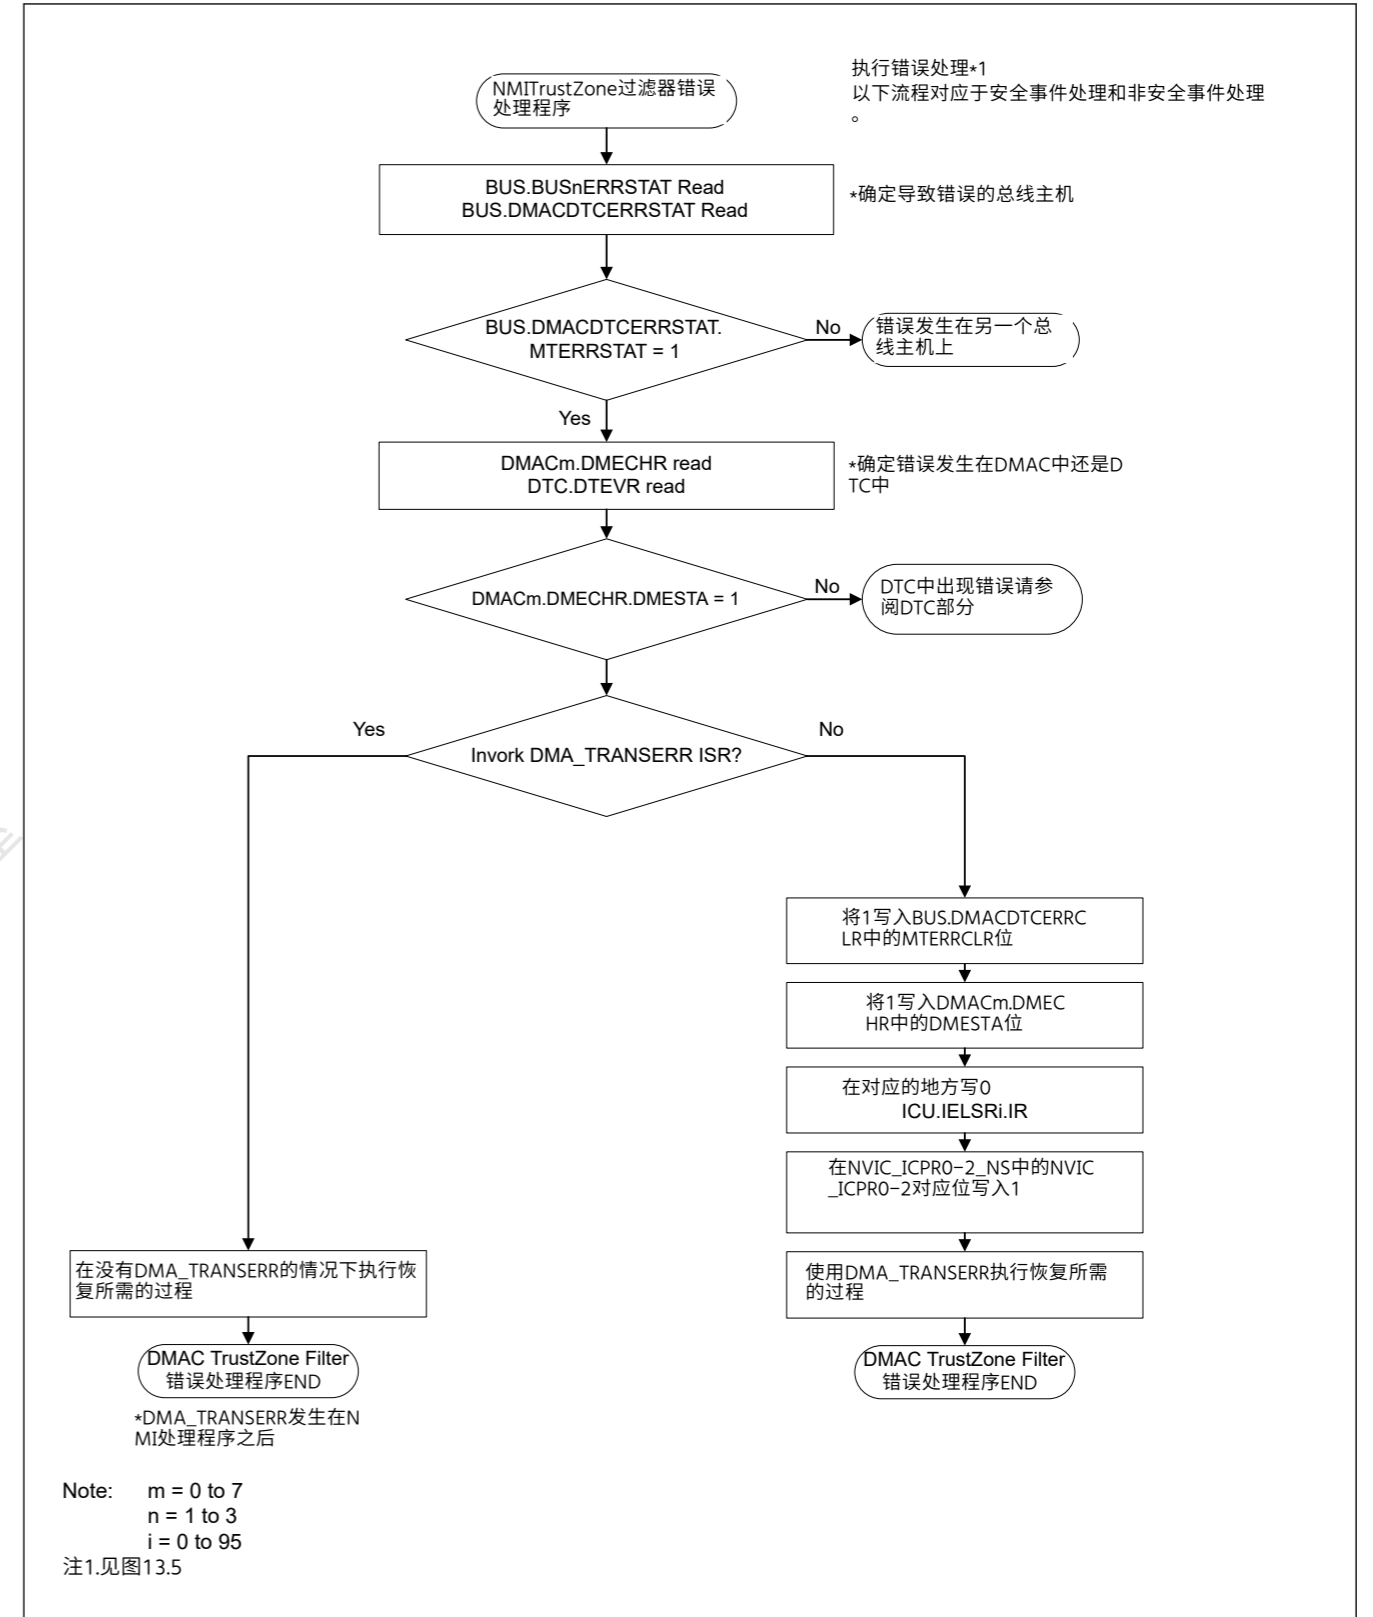 执行错误处理*1
以下流程对应于安全事件处理和非安全事件处理
。
NMITrustZone过滤器错误
处理程序
BUS.BUSnERRSTAT Read
BUS.DMACDTCERRSTAT Read
*确定导致错误的总线主机
BUS.DMACDTCERRSTAT.
MTERRSTAT = 1
No
错误发生在另一个总
线主机上
Yes
DMACm.DMECHR read
DTC.DTEVR read
*确定错误发生在DMAC中还是D
TC中
DMACm.DMECHR.DMESTA = 1
No
DTC中出现错误请参
阅DTC部分
Yes
Invork DMA_TRANSERR ISR?
No
将1写入BUS.DMACDTCERRC
LR中的MTERRCLR位
将1写入DMACm.DMEC
HR中的DMESTA位
在对应的地方写0
ICU.IELSRi.IR
在NVIC_ICPR0-2_NS中的NVIC
_ICPR0-2对应位写入1
在没有DMA_TRANSERR的情况下执行恢
复所需的过程
使用DMA_TRANSERR执行恢复所需
的过程
DMAC TrustZone Filter
错误处理程序END
DMAC TrustZone Filter
错误处理程序END
*DMA_TRANSERR发生在N
MI处理程序之后
Note: m = 0 to 7
n = 1 to 3
i = 0 to 95
注1.见图13.5